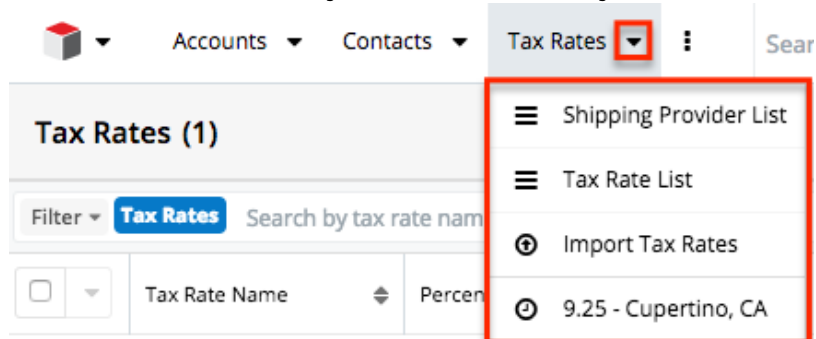 Accounts Contacts Tax Rates Sear
Tax Rates (1)
Shipping Provider List
Tax Rate List
Filter Tax Rates Search by tax rate nam
Import Tax Rates
Tax Rate Name Percen
9.25 - Cupertino, CA